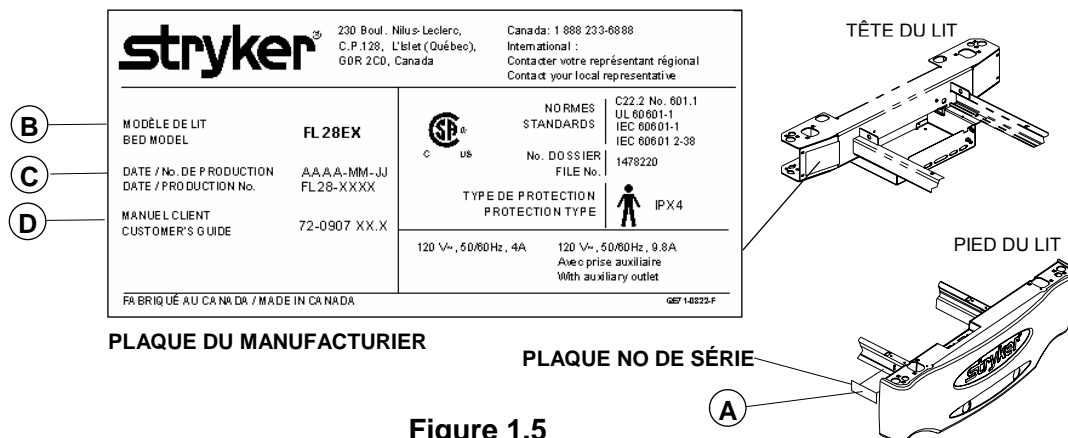 stryker®
230 Boul. Nilus-Leclerc,
C.P.128, L'Islet (Québec),
G0R 2C0, Canada
Canada: 1 888 233-6888
International :
Contacter votre représentant régional
Contact your local representative
TÊTE DU LIT
B
MODÈLE DE LIT
BED MODEL
FL28EX
C
DATE / No. DE PRODUCTION
DATE / PRODUCTION No.
AAAA-MM-JJ
FL28-XXXX
D
MANUEL CLIENT
CUSTOMER'S GUIDE
72-0907 XX.X
CSA
®
C US
NORMES
STANDARDS
C22.2 No. 601.1
UL 60601-1
IEC 60601-1
IEC 60601 2-38
No. DOSSIER
FILE No.
1478220
TYPE DE PROTECTION
PROTECTION TYPE
IPX4
120 V~, 50/60Hz, 4A
120 V~, 50/60Hz, 9.8A
Avec prise auxiliaire
With auxiliary outlet
FABRIQUÉ AU CANADA / MADE IN CANADA
PIED DU LIT
PLAQUE DU MANUFACTURIER
PLAQUE NO DE SÉRIE
stryker
A
Figure 1.5